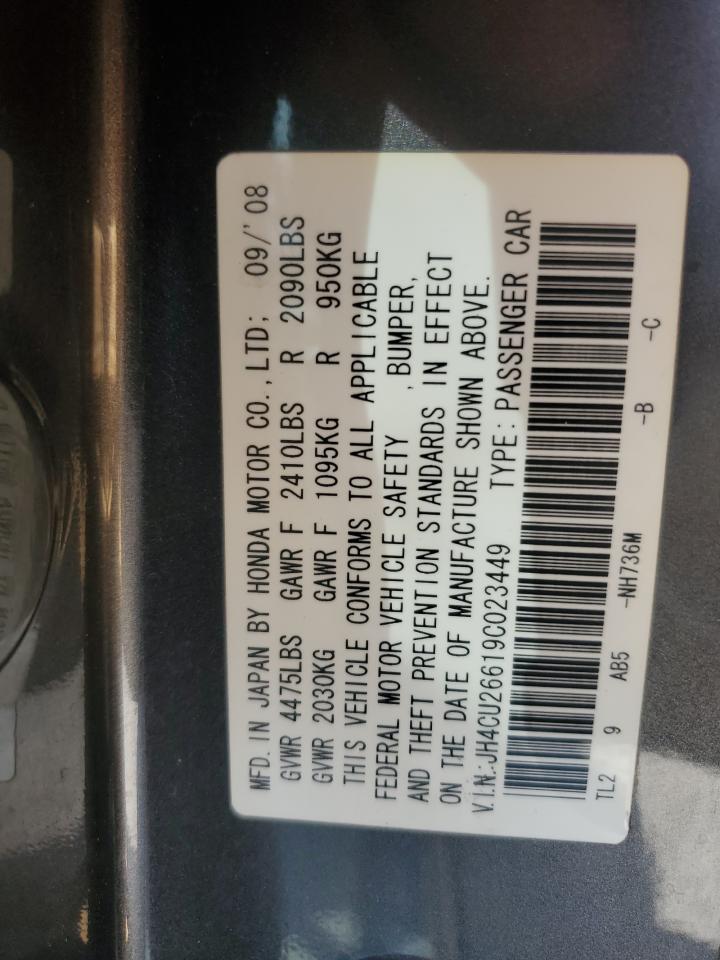 MFD. IN JAPAN BY HONDA MOTOR CO., LTD; 09/'08
GVWR 4475LBS GAWR F 2410LBS R 2090LBS
GVWR 2030KG GAWR F 1095KG R 950KG
THIS VEHICLE CONFORMS TO ALL APPLICABLE
FEDERAL MOTOR VEHICLE SAFETY , BUMPER,
AND THEFT PREVENTION STANDARDS IN EFFECT
ON THE DATE OF MANUFACTURE SHOWN ABOVE.
V.I.N.:JH4CU26619C023449 TYPE: PASSENGER CAR
TL2 9 AB5 -NH736M -B -C